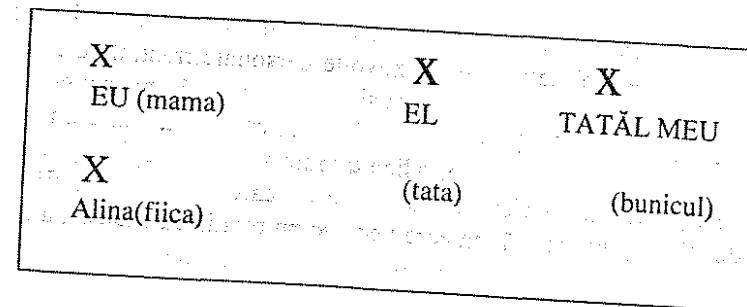 X X X
EU (mama) EL TATĂL MEU
X
Alina(fiica) (tata) (bunicul)